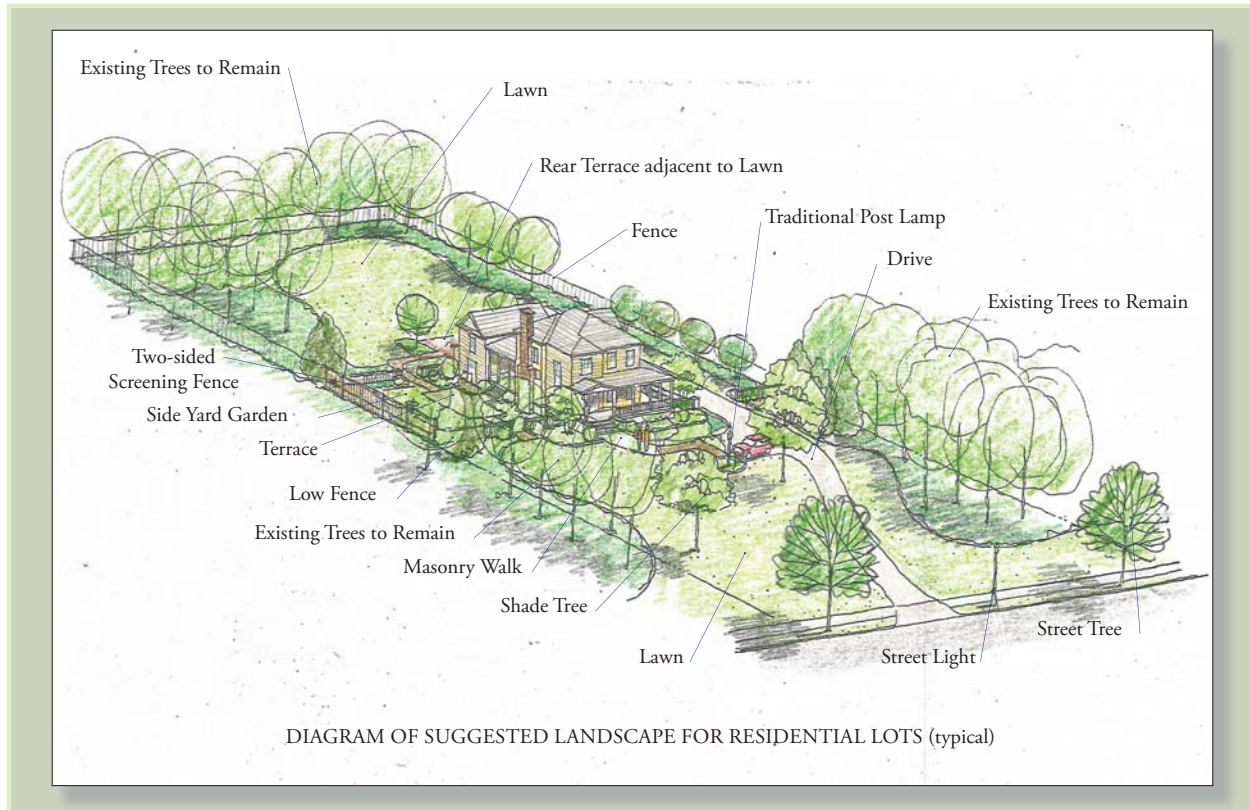 Existing Trees to Remain
Lawn
Rear Terrace adjacent to Lawn
Traditional Post Lamp
Fence
Drive
Existing Trees to Remain
Two-sided
Screening Fence
Side Yard Garden
Terrace
Low Fence
Existing Trees to Remain
Masonry Walk
Shade Tree
Lawn
Street Light
Street Tree
DIAGRAM OF SUGGESTED LANDSCAPE FOR RESIDENTIAL LOTS (typical)